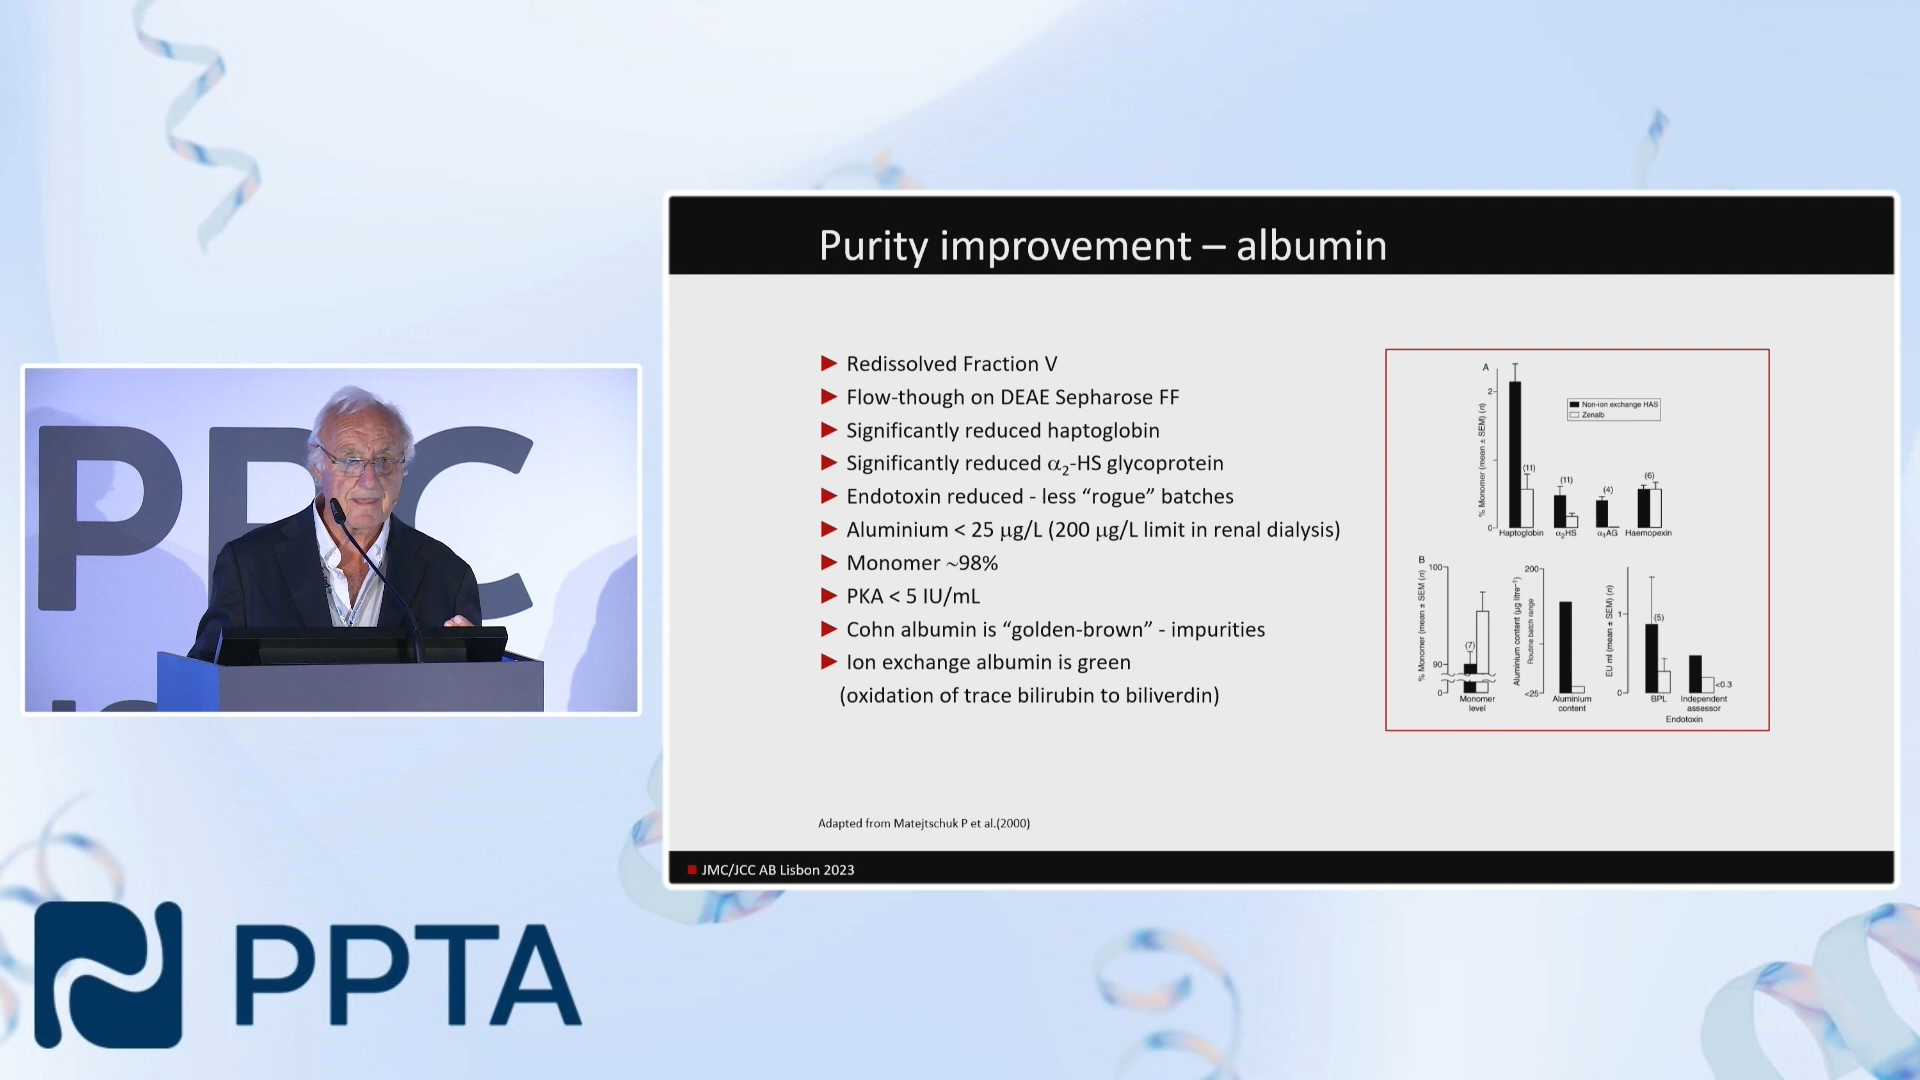 PPTA
Purity improvement – albumin
Redissolved Fraction V
Flow-though on DEAE Sepharose FF
Significantly reduced haptoglobin
Significantly reduced α2-HS glycoprotein
Endotoxin reduced - less “rogue” batches
Aluminium < 25 µg/L (200 µg/L limit in renal dialysis)
Monomer ~98%
PKA < 5 IU/mL
Cohn albumin is “golden-brown” - impurities
Ion exchange albumin is green
(oxidation of trace bilirubin to biliverdin)
A
% Monomer (mean ± SEM) (n)
2
0
Non-ion exchange HAS
Zenalb
(11)
(11)
(4)
(6)
Haptoglobin
α2HS
α1AG
Haemopexin
B
% Monomer (mean ± SEM) (n)
100
90
0
(7)
Monomer
level
Aluminium content (µg litre⁻¹)
Routine batch range
200
<25
Aluminium
content
EU ml (mean ± SEM) (n)
1
0
(5)
<0.3
BPL
Independent
assessor
Endotoxin
Adapted from Matejtschuk P et al.(2000)
JMC/JCC AB Lisbon 2023